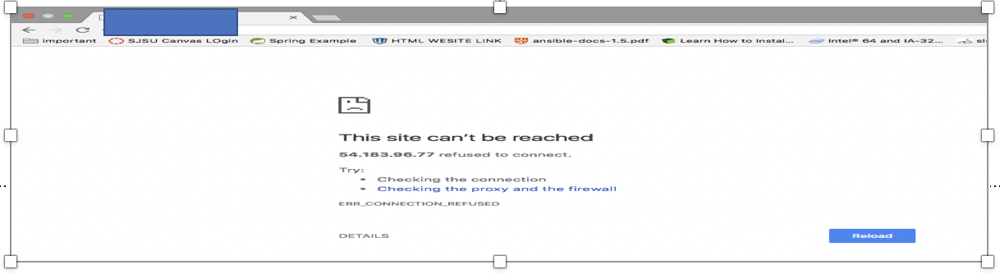 important SJSU Canvas LOgin Spring Example HTML WESITE LINK ansible-docs-1.5.pdf Learn How to Instal... Intel® 64 and IA-32...
This site can't be reached
54.183.96.77 refused to connect.
Try:
• Checking the connection
• Checking the proxy and the firewall
ERR_CONNECTION_REFUSED
DETAILS Reload